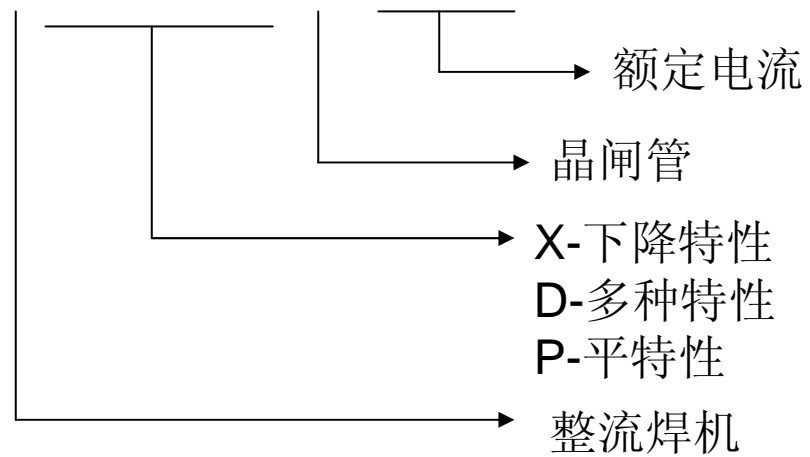 额定电流
晶闸管
X-下降特性
D-多种特性
P-平特性
整流焊机